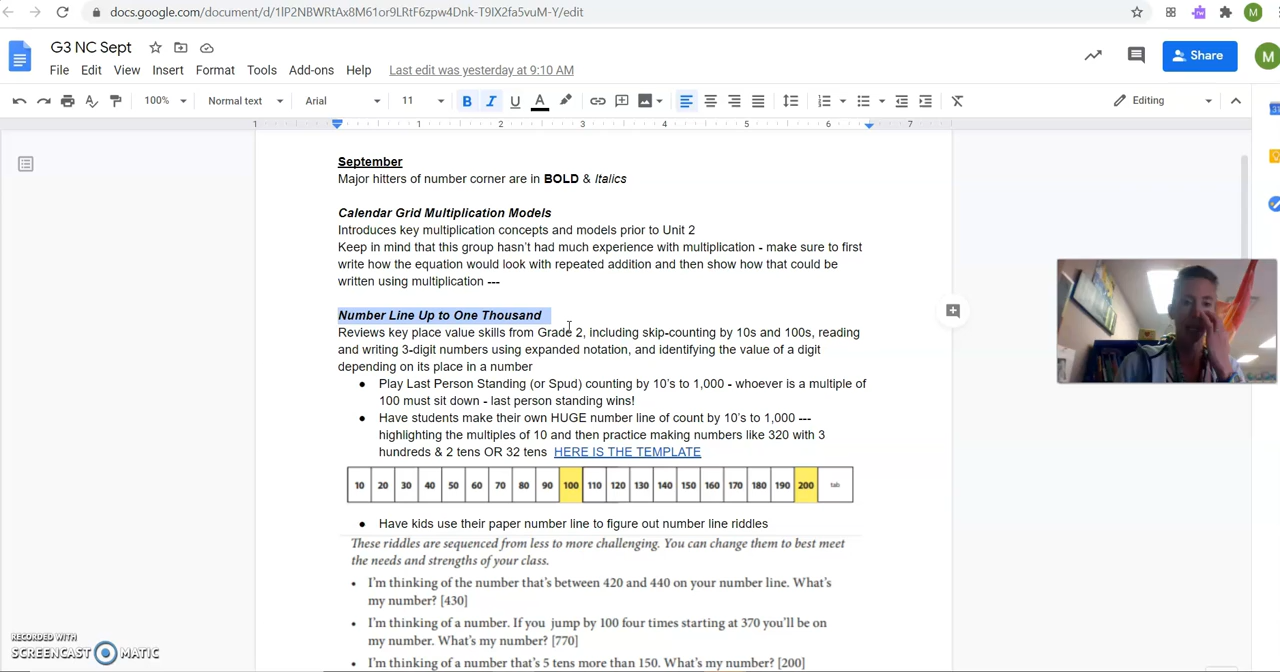 docs.google.com/document/d/1lP2NBWRtAx8M61or9LRtF6zpw4Dnk-T9lX2fa5vuM-Y/edit
M
G3 NC Sept
Share
M
File Edit View Insert Format Tools Add-ons Help Last edit was yesterday at 9:10 AM
100% Normal text Arial 11 B I U A Editing
1 1 2 3 4 5 6 7
September
Major hitters of number corner are in BOLD & Italics
Calendar Grid Multiplication Models
Introduces key multiplication concepts and models prior to Unit 2
Keep in mind that this group hasn't had much experience with multiplication - make sure to first
write how the equation would look with repeated addition and then show how that could be
written using multiplication ---
Number Line Up to One Thousand
Reviews key place value skills from Grade 2, including skip-counting by 10s and 100s, reading
and writing 3-digit numbers using expanded notation, and identifying the value of a digit
depending on its place in a number
● Play Last Person Standing (or Spud) counting by 10's to 1,000 - whoever is a multiple of
100 must sit down - last person standing wins!
● Have students make their own HUGE number line of count by 10's to 1,000 ---
highlighting the multiples of 10 and then practice making numbers like 320 with 3
hundreds & 2 tens OR 32 tens HERE IS THE TEMPLATE
10 20 30 40 50 60 70 80 90 100 110 120 130 140 150 160 170 180 190 200 tab
● Have kids use their paper number line to figure out number line riddles
These riddles are sequenced from less to more challenging. You can change them to best meet
the needs and strengths of your class.
• I'm thinking of the number that's between 420 and 440 on your number line. What's
my number? [430]
• I'm thinking of a number. If you jump by 100 four times starting at 370 you'll be on
my number. What's my number? [770]
• I'm thinking of a number that's 5 tens more than 150. What's my number? [200]
RECORDED WITH
SCREENCAST MATIC